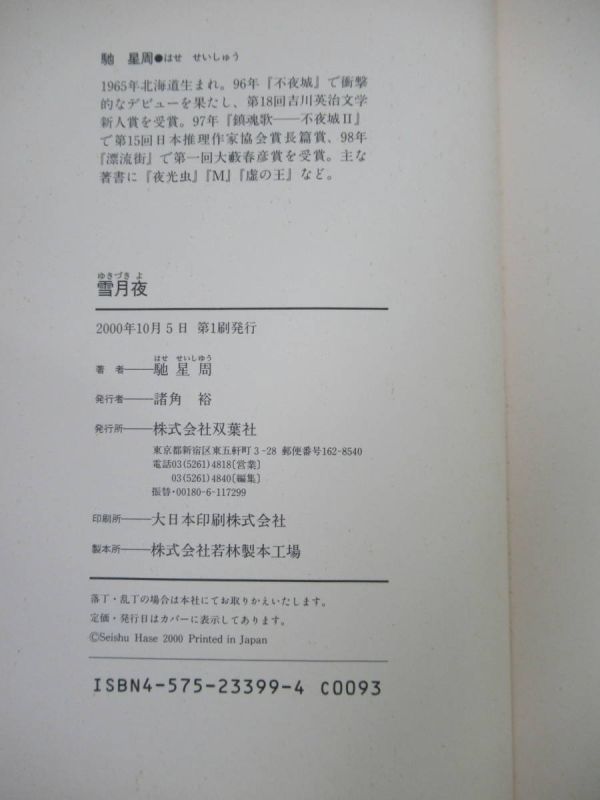 馳 星周●はせ せいしゅう
1965年北海道生まれ。96年『不夜城』で衝撃
的なデビューを果たし、第18回吉川英治文学
新人賞を受賞。97年『鎮魂歌――不夜城II』
で第15回日本推理作家協会賞長篇賞、98年
『漂流街』で第一回大藪春彦賞を受賞。主な
著書に『夜光虫』『M』『虚の王』など。
ゆきづきよ
雪月夜
2000年10月5日 第1刷発行
はせ せいしゅう
著 者――馳 星 周
発行者――諸角 裕
発行所――株式会社双葉社
東京都新宿区東五軒町3-28 郵便番号162-8540
電話03(5261)4818[営業]
03(5261)4840[編集]
振替・00180-6-117299
印刷所――大日本印刷株式会社
製本所――株式会社若林製本工場
落丁・乱丁の場合は本社にてお取りかえいたします。
定価・発行日はカバーに表示してあります。
©Seishu Hase 2000 Printed in Japan
ISBN4-575-23399-4 C0093